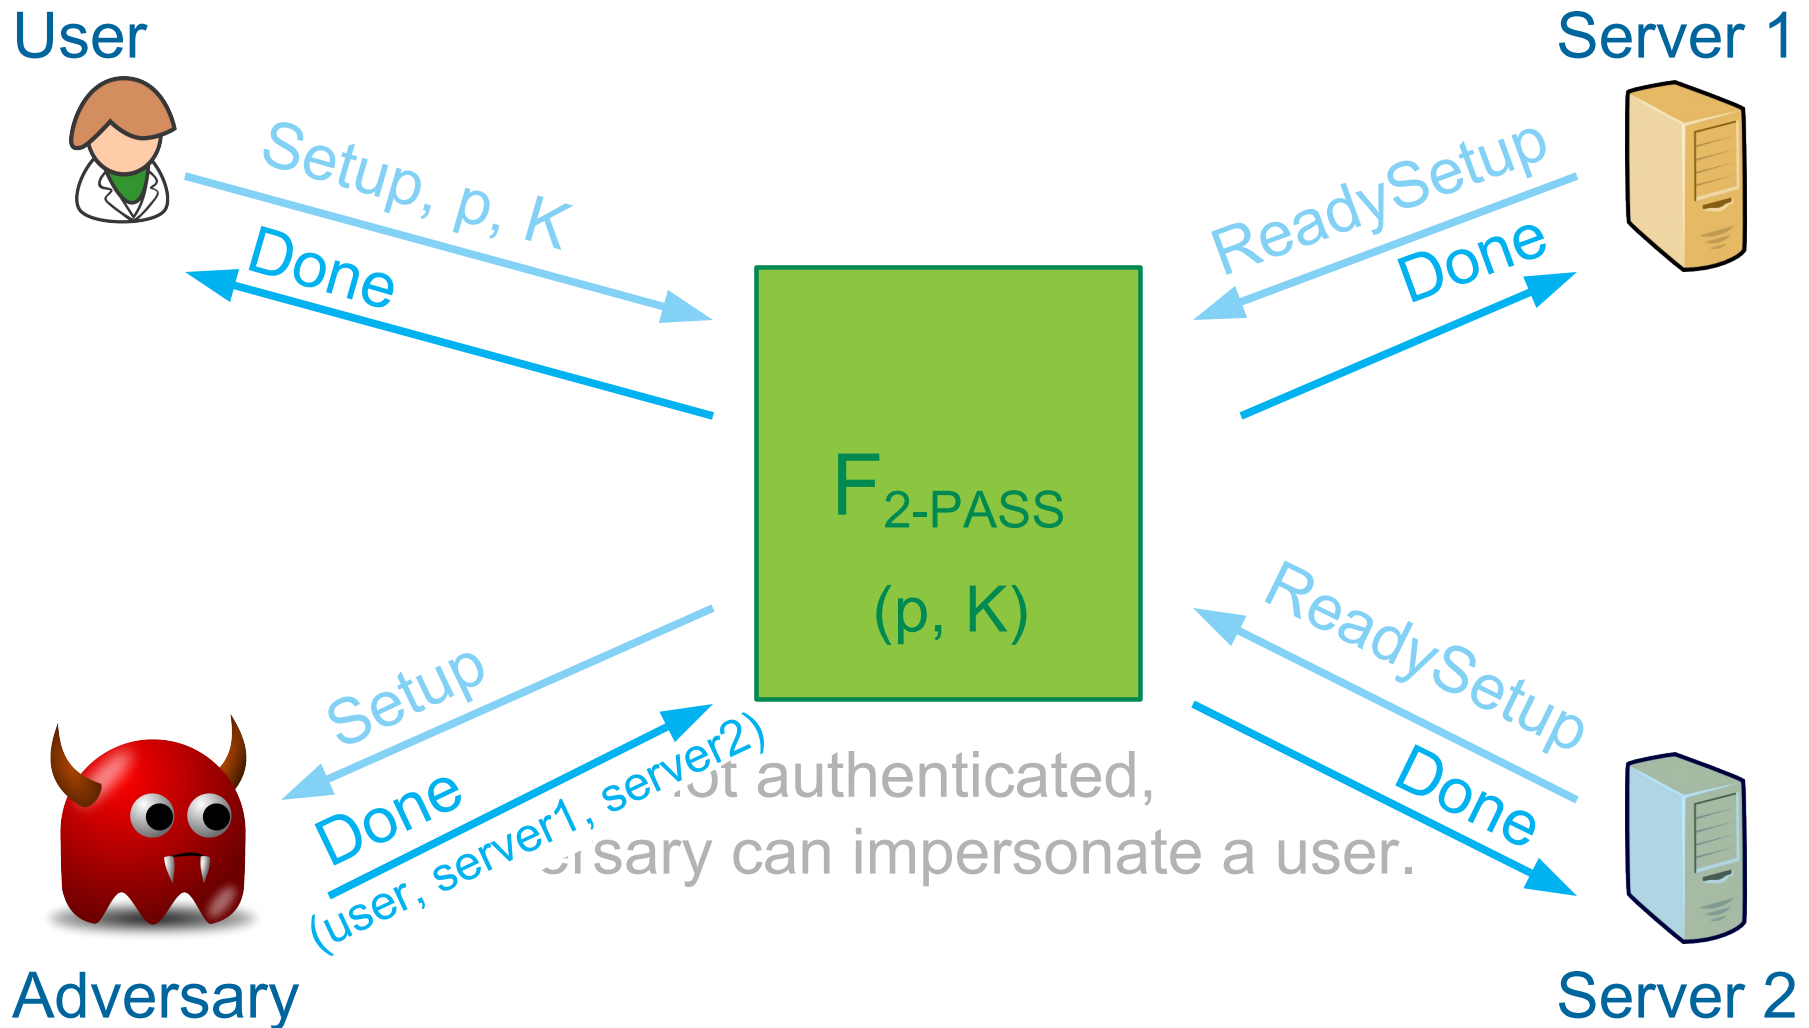 User
Server 1
Setup, p, K
ReadySetup
Done
Done
F2-PASS
(p, K)
Setup
ReadySetup
Done
(user, server1, server2)
authenticated,
can impersonate a user.
Done
Adversary
Server 2